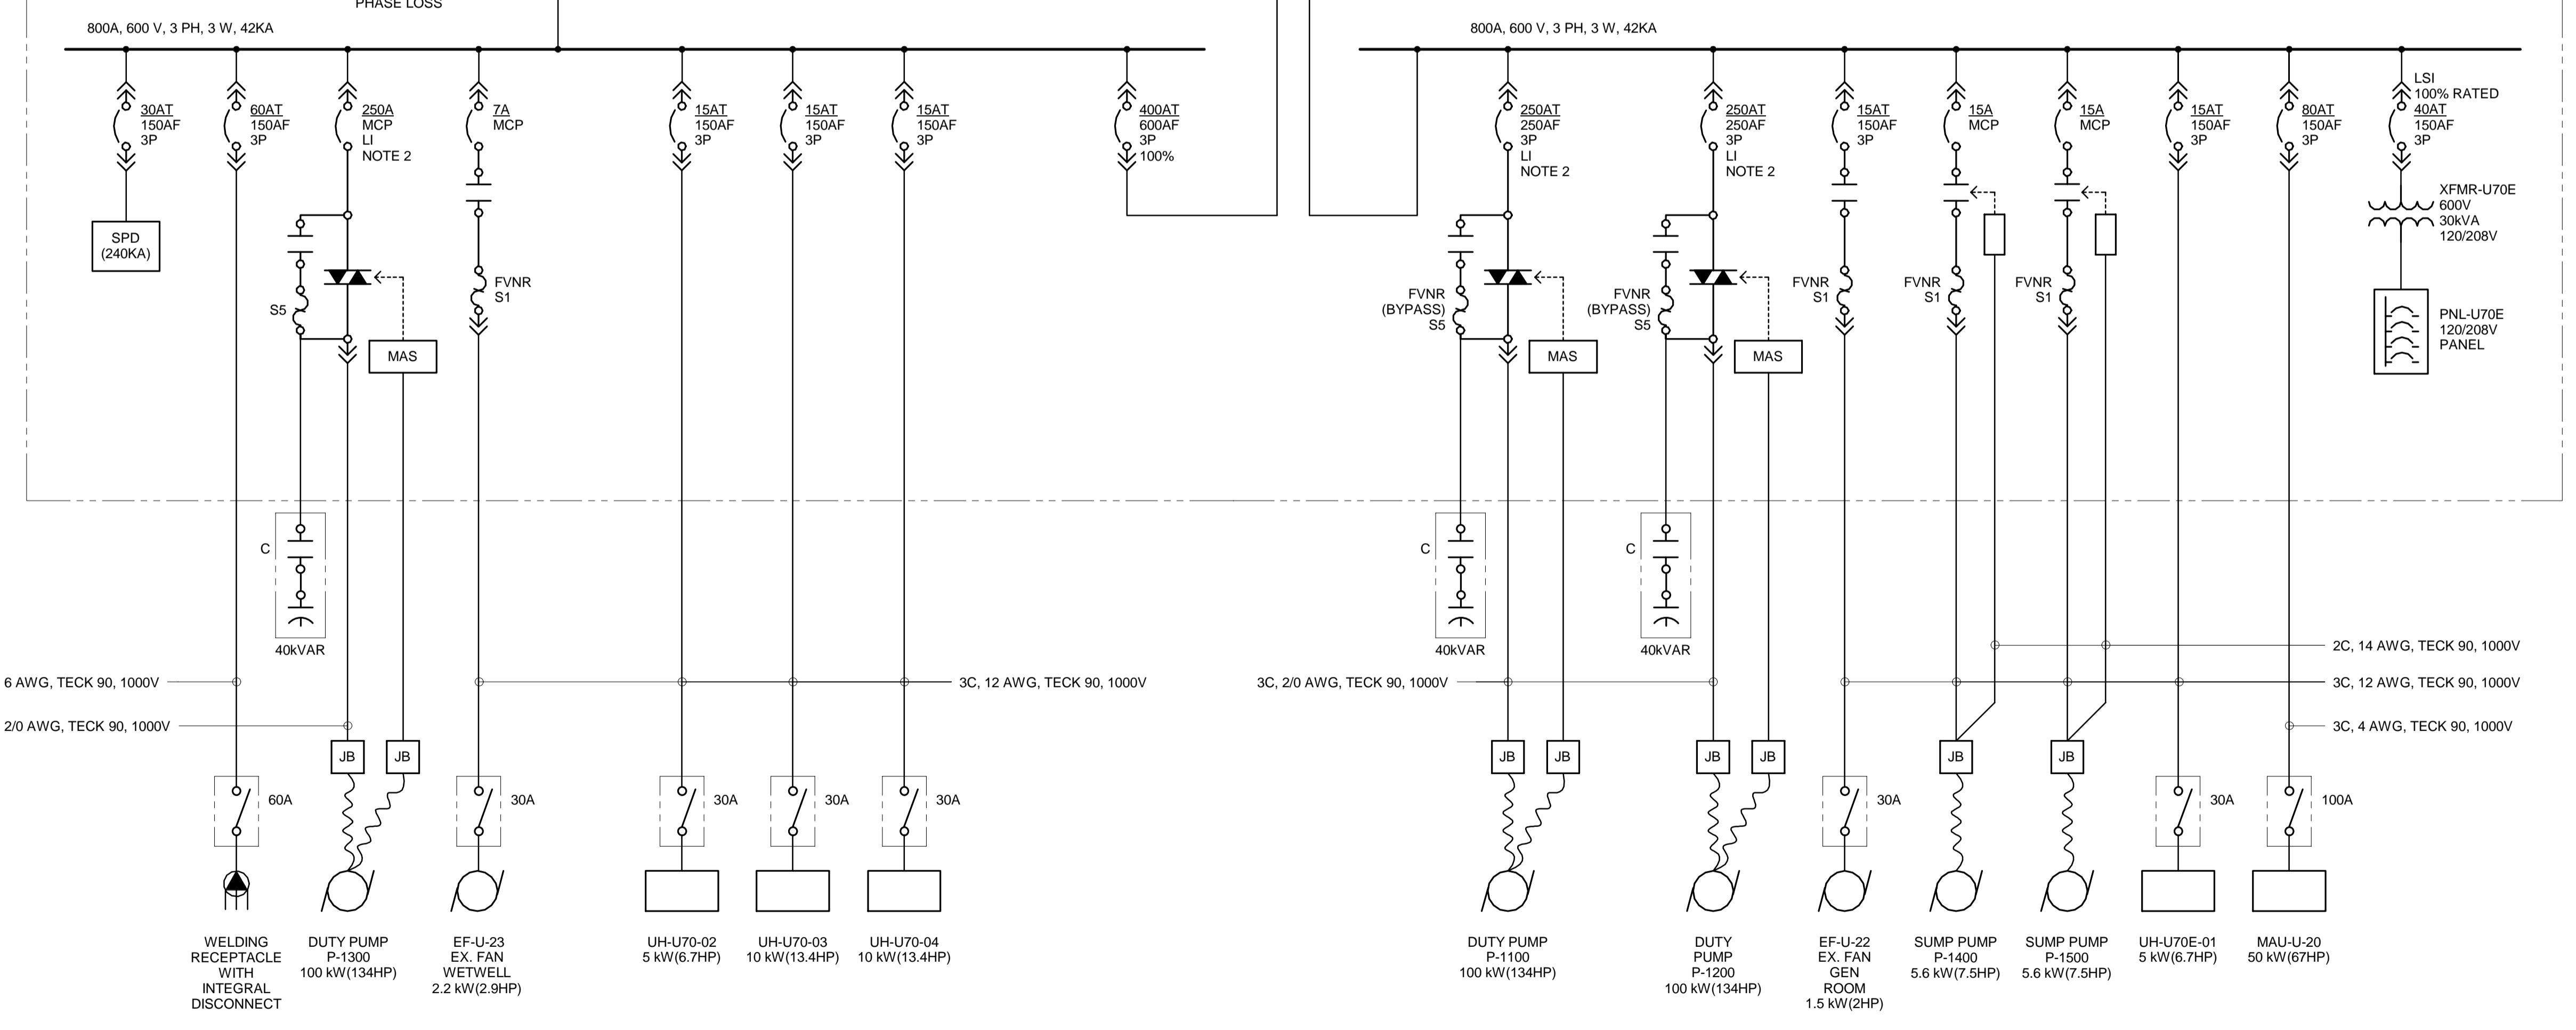 PHASE LOSS
800A, 600 V, 3 PH, 3 W, 42KA
800A, 600 V, 3 PH, 3 W, 42KA
30AT
150AF
3P
60AT
150AF
3P
250A
MCP
LI
NOTE 2
7A
MCP
15AT
150AF
3P
15AT
150AF
3P
15AT
150AF
3P
400AT
600AF
3P
100%
250AT
250AF
3P
LI
NOTE 2
250AT
250AF
3P
LI
NOTE 2
15AT
150AF
3P
15A
MCP
15A
MCP
15AT
150AF
3P
80AT
150AF
3P
LSI
100% RATED
40AT
150AF
3P
SPD
(240KA)
S5
MAS
FVNR
S1
FVNR
(BYPASS)
S5
MAS
FVNR
(BYPASS)
S5
MAS
FVNR
S1
FVNR
S1
FVNR
S1
XFMR-U70E
600V
30kVA
120/208V
PNL-U70E
120/208V
PANEL
C
40kVAR
C
40kVAR
C
40kVAR
6 AWG, TECK 90, 1000V
2/0 AWG, TECK 90, 1000V
3C, 12 AWG, TECK 90, 1000V
3C, 2/0 AWG, TECK 90, 1000V
2C, 14 AWG, TECK 90, 1000V
3C, 12 AWG, TECK 90, 1000V
3C, 4 AWG, TECK 90, 1000V
JB
JB
JB
JB
JB
JB
JB
JB
60A
30A
30A
30A
30A
30A
30A
100A
WELDING
RECEPTACLE
WITH
INTEGRAL
DISCONNECT
DUTY PUMP
P-1300
100 kW(134HP)
EF-U-23
EX. FAN
WETWELL
2.2 kW(2.9HP)
UH-U70-02
5 kW(6.7HP)
UH-U70-03
10 kW(13.4HP)
UH-U70-04
10 kW(13.4HP)
DUTY PUMP
P-1100
100 kW(134HP)
DUTY
PUMP
P-1200
100 kW(134HP)
EF-U-22
EX. FAN
GEN
ROOM
1.5 kW(2HP)
SUMP PUMP
P-1400
5.6 kW(7.5HP)
SUMP PUMP
P-1500
5.6 kW(7.5HP)
UH-U70E-01
5 kW(6.7HP)
MAU-U-20
50 kW(67HP)